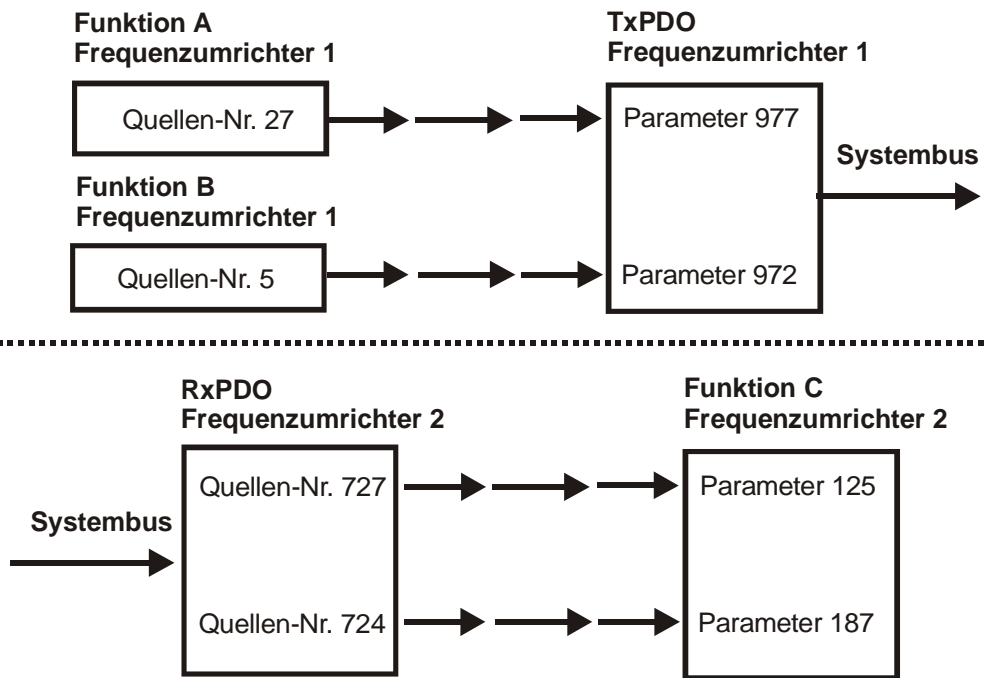 Funktion A
Frequenzumrichter 1
Quellen-Nr. 27
Funktion B
Frequenzumrichter 1
Quellen-Nr. 5
TxPDO
Frequenzumrichter 1
Parameter 977
Parameter 972
Systembus
RxPDO
Frequenzumrichter 2
Systembus
Quellen-Nr. 727
Quellen-Nr. 724
Funktion C
Frequenzumrichter 2
Parameter 125
Parameter 187